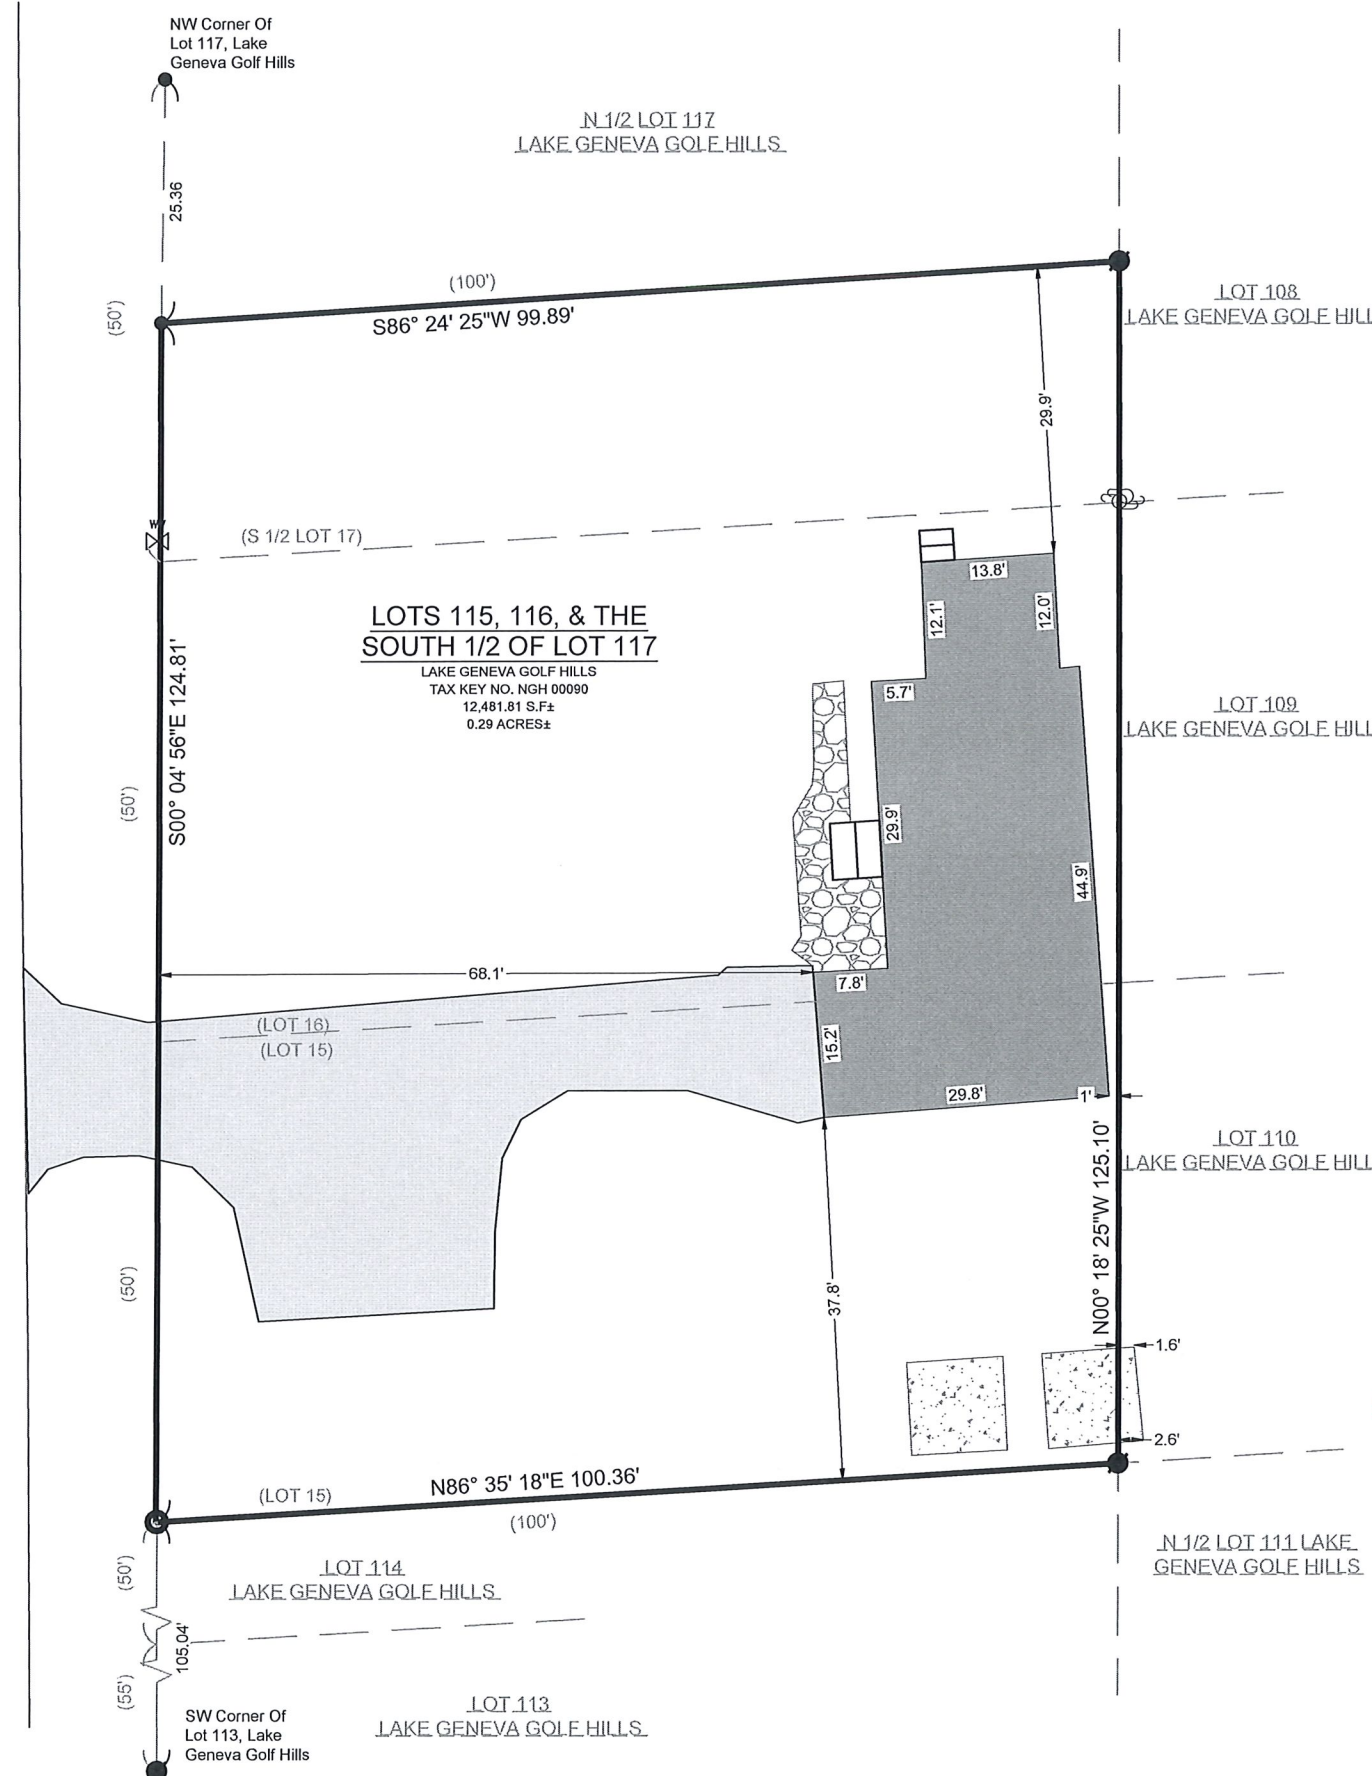 NW Corner Of
Lot 117, Lake
Geneva Golf Hills
N 1/2 LOT 117
LAKE GENEVA GOLF HILLS
25.36
(100')
S86° 24' 25"W 99.89'
(50')
LOT 108
LAKE GENEVA GOLF HILL
29.9'
W
(S 1/2 LOT 17)
13.8'
12.1'
12.0'
LOTS 115, 116, & THE
SOUTH 1/2 OF LOT 117
LAKE GENEVA GOLF HILLS
TAX KEY NO. NGH 00090
12,481.81 S.F±
0.29 ACRES±
S00° 04' 56"E 124.81'
5.7'
LOT 109
LAKE GENEVA GOLF HILL
(50')
29.9'
44.9'
68.1'
7.8'
(LOT 16)
(LOT 15)
15.2'
29.8'
1'
LOT 110
LAKE GENEVA GOLF HILL
N00° 18' 25"W 125.10'
(50')
37.8'
1.6'
2.6'
N86° 35' 18"E 100.36'
(LOT 15)
(100')
N 1/2 LOT 111 LAKE
GENEVA GOLF HILLS
(50')
LOT 114
LAKE GENEVA GOLF HILLS
105.04'
(55')
LOT 113
LAKE GENEVA GOLF HILLS
SW Corner Of
Lot 113, Lake
Geneva Golf Hills